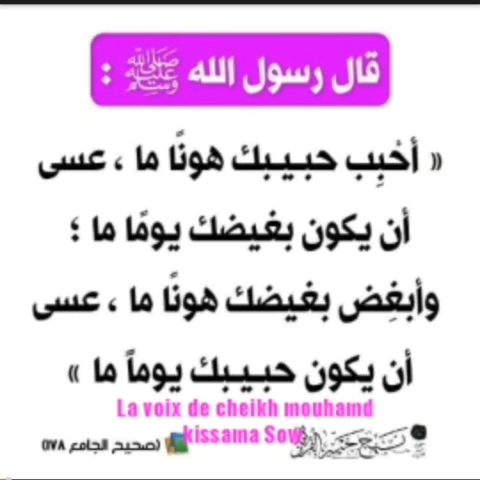 قال رسول الله ﷺ :
« أحْبِب حبيبك هونًا ما ، عسى
أن يكون بغيضك يومًا ما ؛
وأبغِض بغيضك هونًا ما ، عسى
أن يكون حبيبك يوماً ما »
La voix de cheikh mouhamd
kissama Sow
(صحيح الجامع ١٧٨)